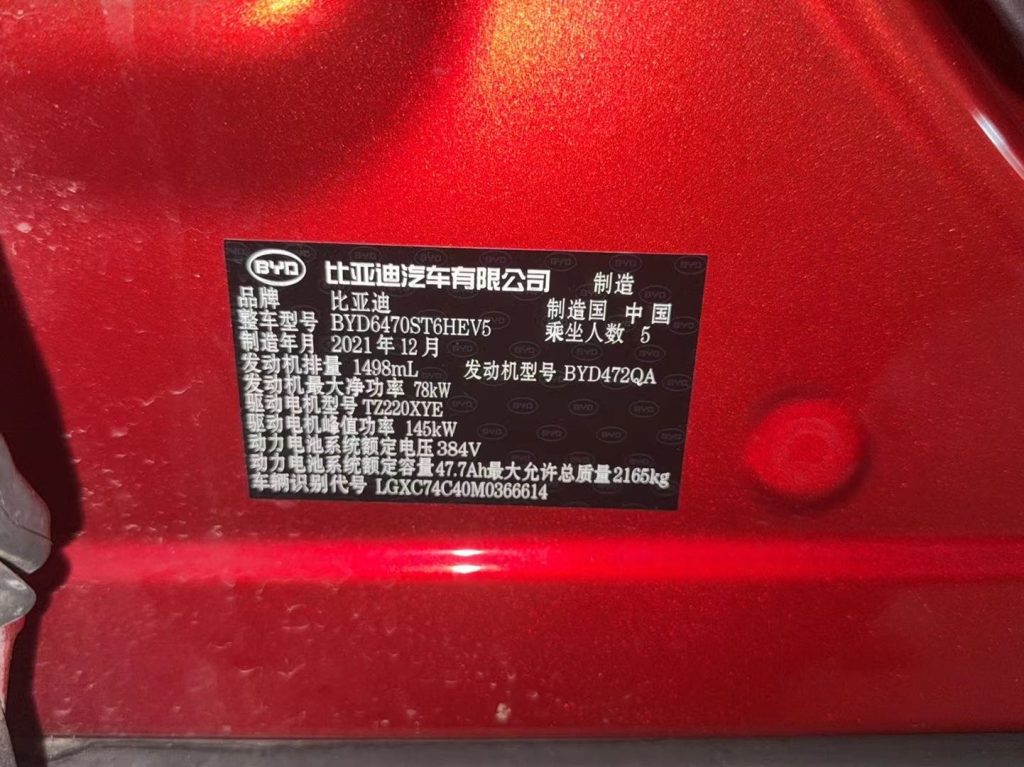 BYD 比亚迪汽车有限公司 制造
品牌 比亚迪 制造国 中国
整车型号 BYD6470ST6HEV5 乘坐人数 5
制造年月 2021年12月
发动机排量 1498mL 发动机型号 BYD472QA
发动机最大净功率 78kW
驱动电机型号 TZ220XYE
驱动电机峰值功率 145kW
动力电池系统额定电压 384V
动力电池系统额定容量 47.7Ah 最大允许总质量 2165kg
车辆识别代号 LGXC74C40M0366614